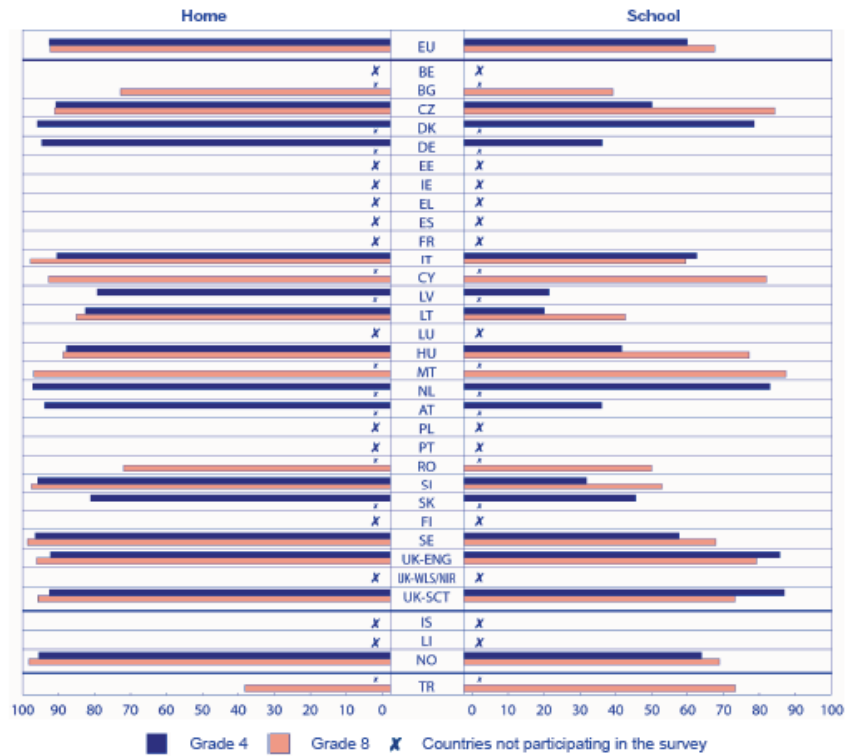 Home School
EU
BE
BG
CZ
DK
DE
EE
IE
EL
ES
FR
IT
CY
LV
LT
LU
HU
MT
NL
AT
PL
PT
RO
SI
SK
FI
SE
UK-ENG
UK-WLS/NIR
UK-SCT
IS
LI
NO
TR
100 90 80 70 60 50 40 30 20 10 0 0 10 20 30 40 50 60 70 80 90 100
Grade 4 Grade 8 ✗ Countries not participating in the survey